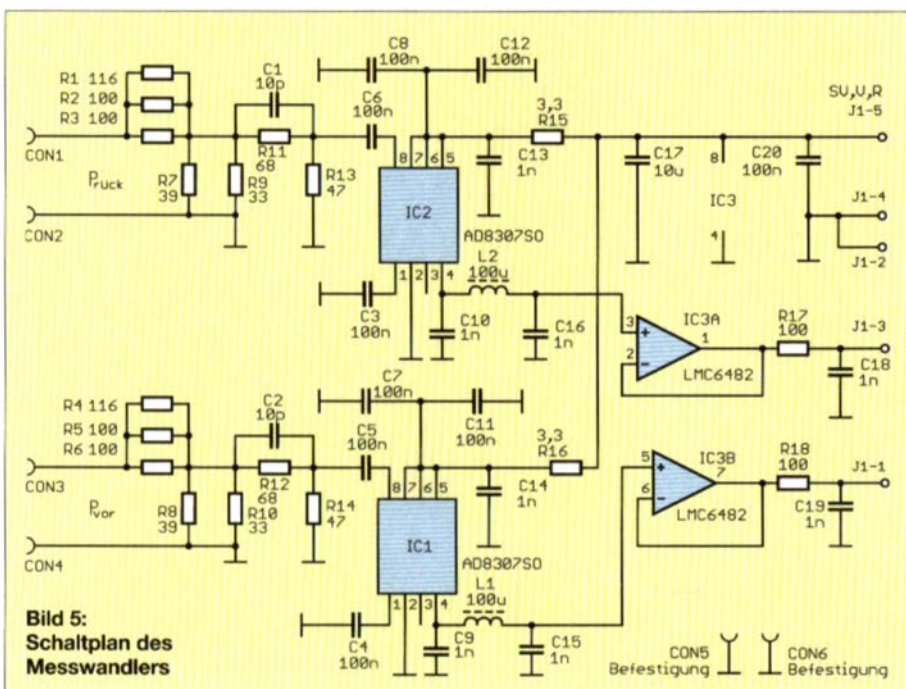 C8
100n
C12
100n
R1 116
R2 100
R3 100
C1
10p
C6
100n
3,3
R15
SU,U,R
J1-5
CON1
Prück
R7
39
R9
33
R11
68
R13
47
8 7 6 5
IC2
1 2 3 4
AD8307SO
C13
1n
C17
10u
8
IC3
4
C20
100n
J1-4
J1-2
CON2
C3
100n
L2
100u
C10
1n
C16
1n
3
2
IC3A
1
LMC6482
R17
100
J1-3
C18
1n
C7
100n
C11
100n
R4 116
R5 100
R6 100
C2
10p
C5
100n
3,3
R16
CON3
Pvor
R8
39
R10
33
R12
68
R14
47
8 7 6 5
IC1
1 2 3 4
AD8307SO
C14
1n
5
6
IC3B
7
LMC6482
R18
100
J1-1
C19
1n
CON4
C4
100n
L1
100u
C9
1n
C15
1n
Bild 5:
Schaltplan des
Messwandlers
CON5
Befestigung
CON6
Befestigung